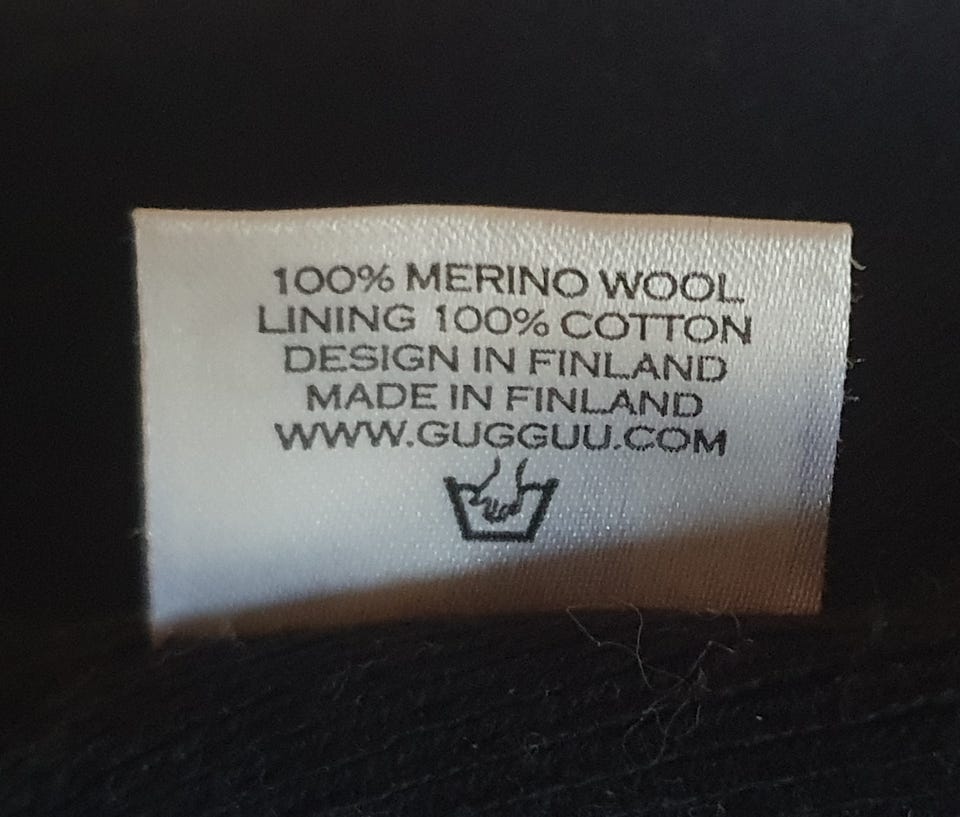 100% MERINO WOOL
LINING 100% COTTON
DESIGN IN FINLAND
MADE IN FINLAND
WWW.GUGGUU.COM